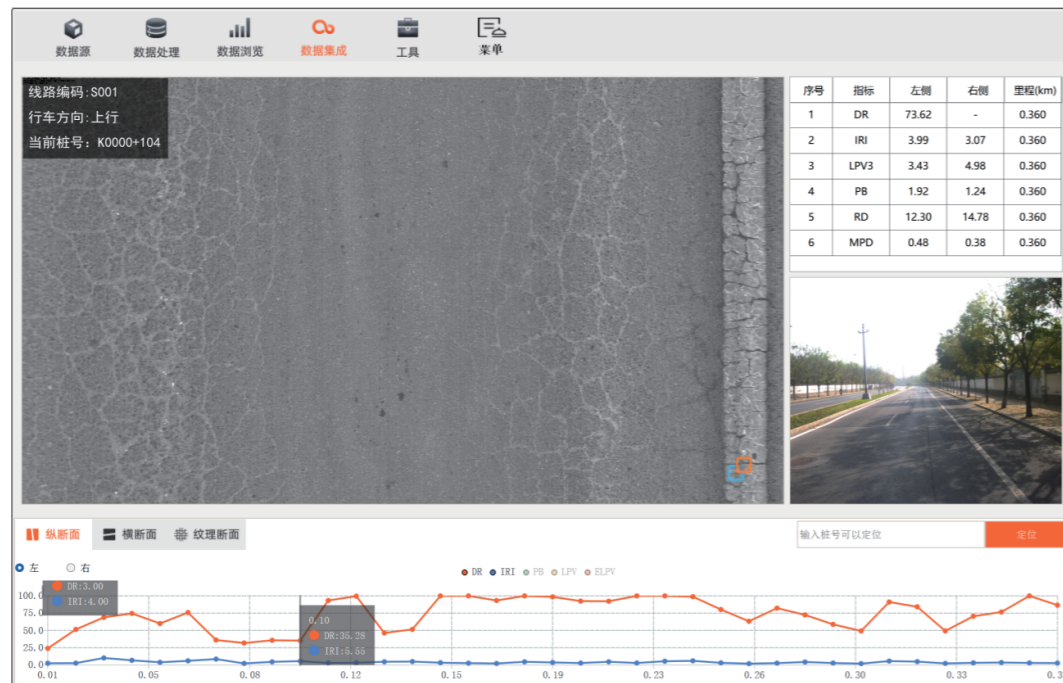 数据源 数据处理 数据浏览 数据集成 工具 菜单
线路编码:S001
行车方向:上行
当前桩号: K0000+104
序号 指标 左侧 右侧 里程(km)
1 DR 73.62 - 0.360
2 IRI 3.99 3.07 0.360
3 LPV3 3.43 4.98 0.360
4 PB 1.92 1.24 0.360
5 RD 12.30 14.78 0.360
6 MPD 0.48 0.38 0.360
纵断面 横断面 纹理断面
输入桩号可以定位 定位
左 右
DR IRI PB LPV ELPV
DR:3.00
IRI:4.00
0.10
DR:35.28
IRI:5.55
100.0
75.0
50.0
25.0
0.0
0.01 0.05 0.08 0.12 0.15 0.19 0.23 0.26 0.30 0.33